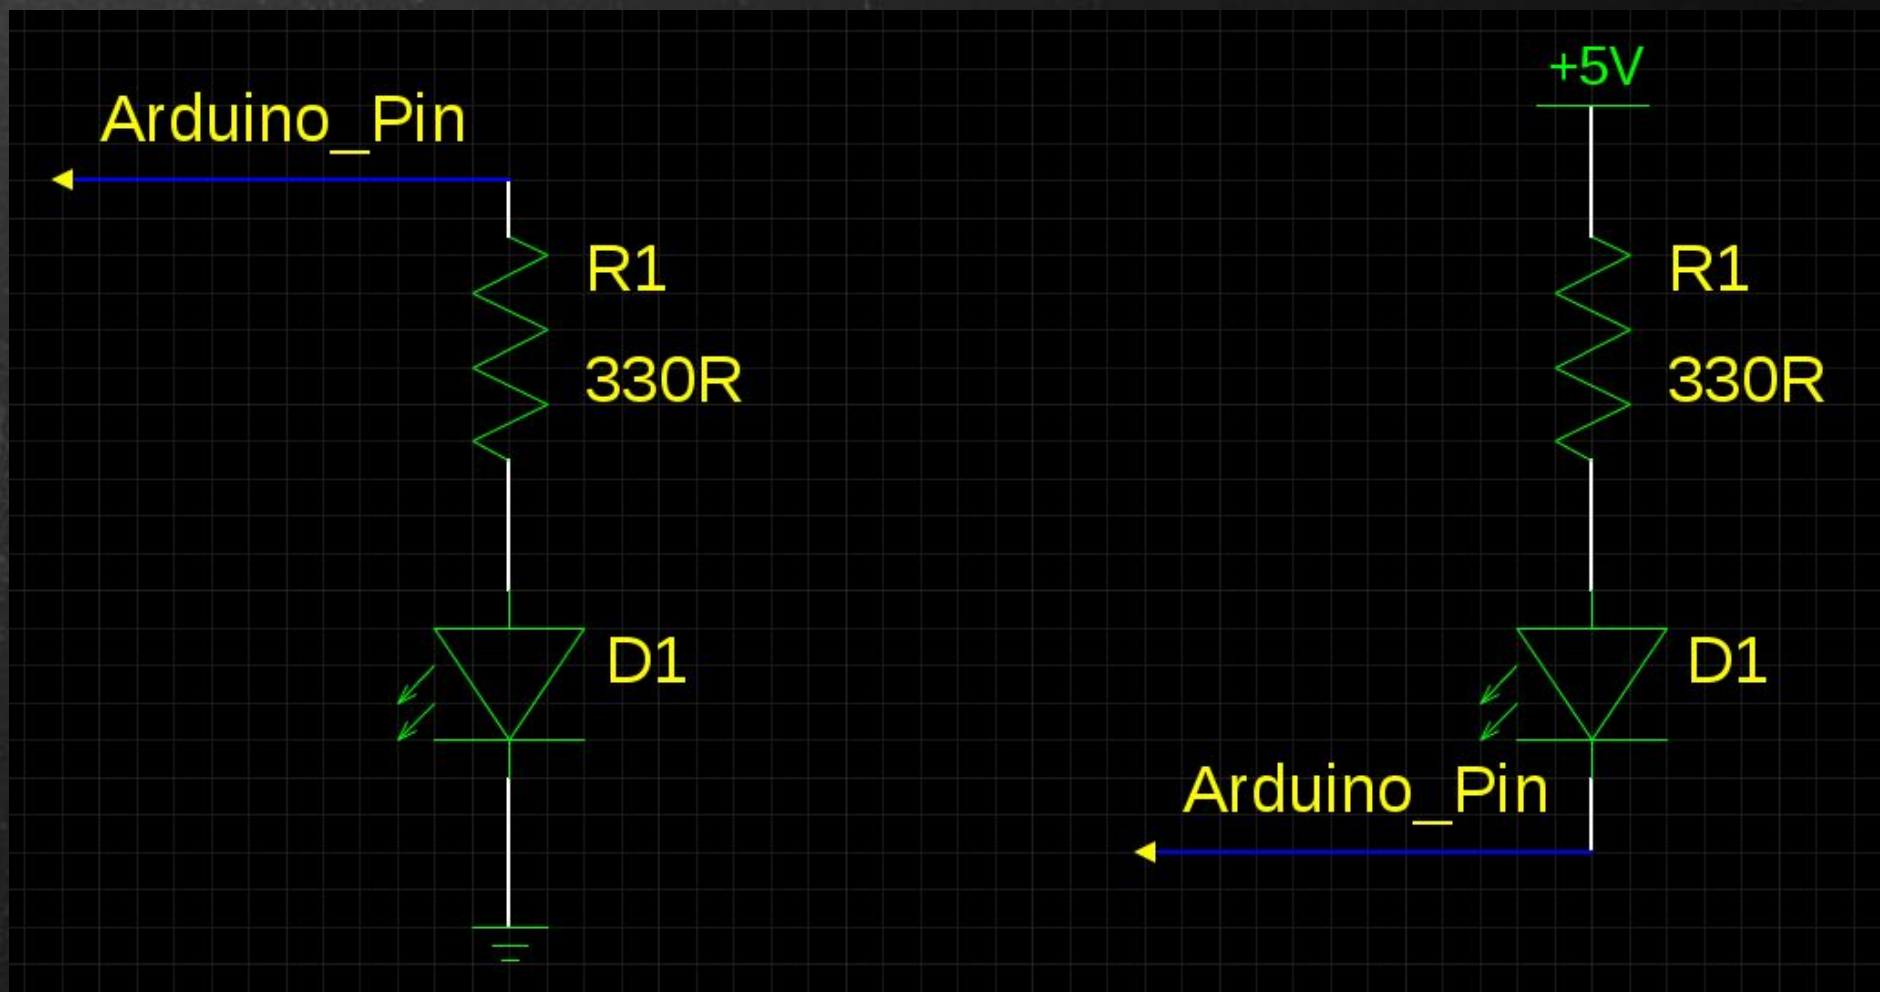 Arduino_Pin
R1
330R
D1
+5V
R1
330R
D1
Arduino_Pin